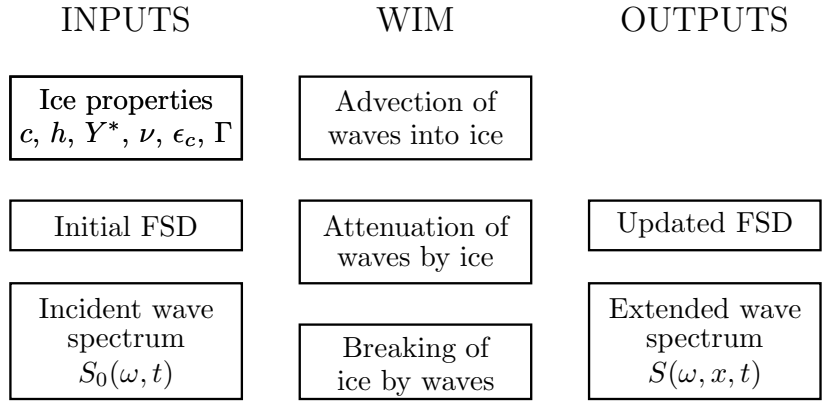 INPUTS
Ice properties
c, h, Y*, ν, ϵc, Γ
Initial FSD
Incident wave
spectrum
S0(ω, t)
WIM
Advection of
waves into ice
Attenuation of
waves by ice
Breaking of
ice by waves
OUTPUTS
Updated FSD
Extended wave
spectrum
S(ω, x, t)